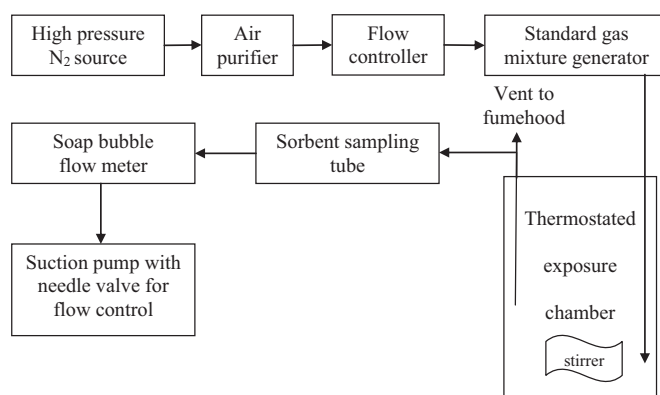 High pressure
N₂ source
Air
purifier
Flow
controller
Standard gas
mixture generator
Vent to
fumehood
Soap bubble
flow meter
Sorbent sampling
tube
Thermostated
exposure
chamber
stirrer
Suction pump with
needle valve for
flow control